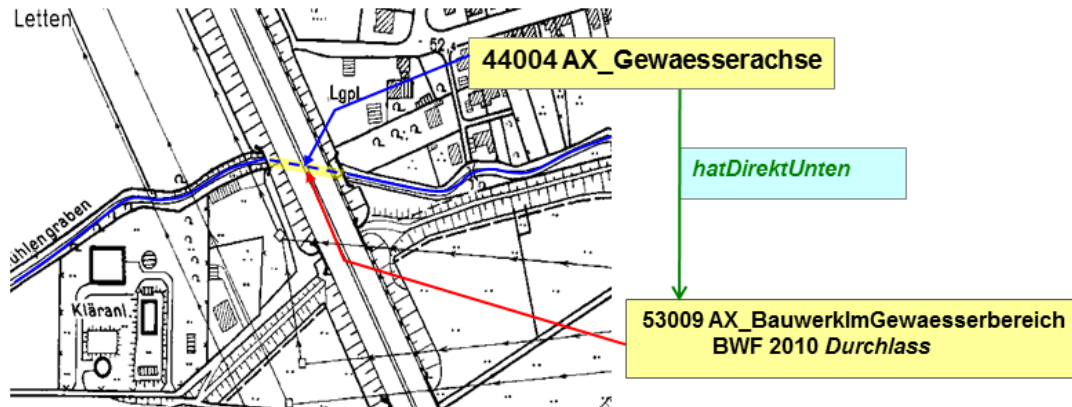 Letten
52,4
44004 AX_Gewaesserachse
Lgpl
hatDirektUnten
ühlengraben
Kläranl.
53009 AX_BauwerkImGewaesserbereich
BWF 2010 Durchlass